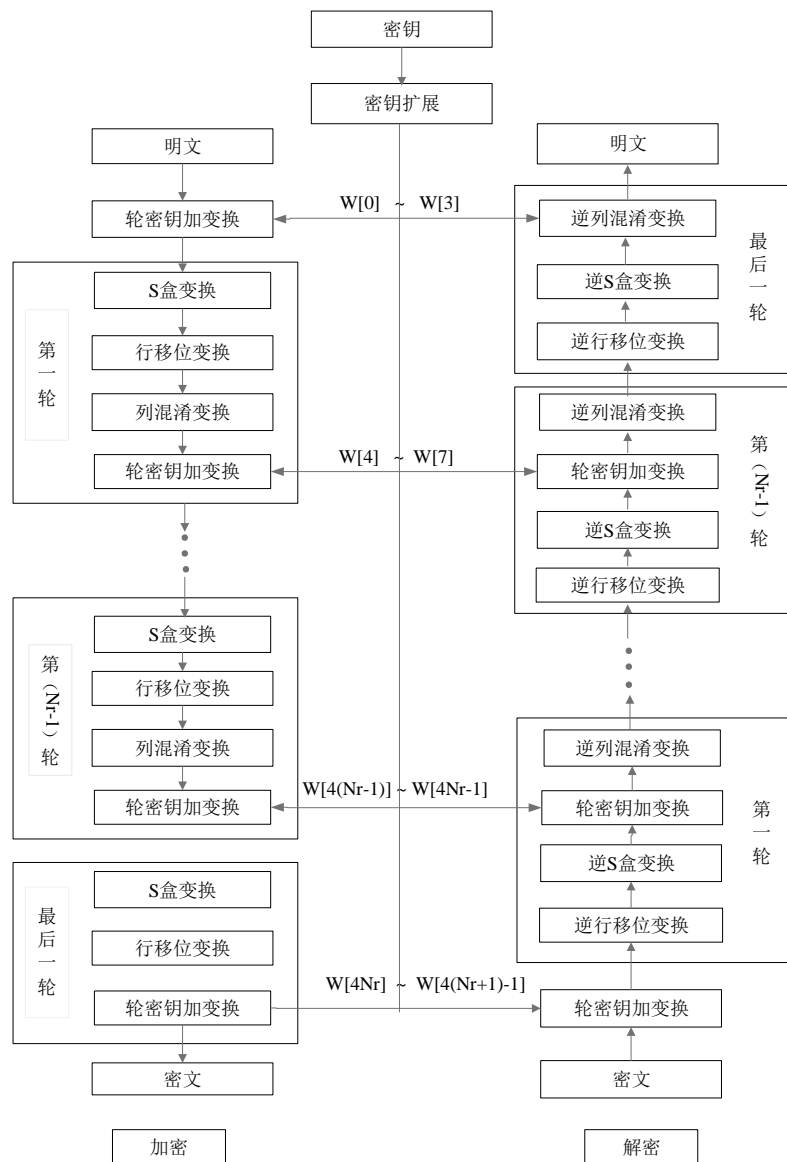 密钥
密钥扩展
明文
明文
轮密钥加变换
W[0] ~ W[3]
逆列混淆变换
最后一轮
S盒变换
逆S盒变换
第一轮
行移位变换
逆行移位变换
列混淆变换
逆列混淆变换
轮密钥加变换
W[4] ~ W[7]
轮密钥加变换
第（Nr-1）轮
逆S盒变换
逆行移位变换
S盒变换
第（Nr-1）轮
行移位变换
列混淆变换
逆列混淆变换
轮密钥加变换
W[4(Nr-1)] ~ W[4Nr-1]
轮密钥加变换
第一轮
S盒变换
逆S盒变换
最后一轮
行移位变换
逆行移位变换
轮密钥加变换
W[4Nr] ~ W[4(Nr+1)-1]
轮密钥加变换
密文
密文
加密
解密